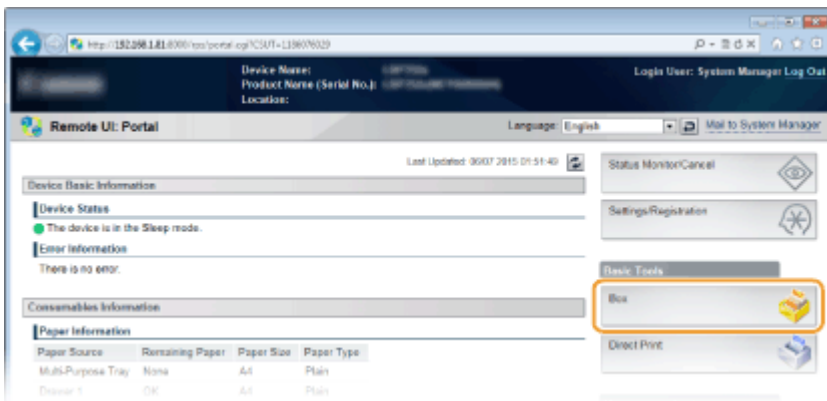 http://192.168.1.81:8000/rps/portal.cgi?CSUT=1186076029
Device Name:
Product Name (Serial No.):
Location:
Login User: System Manager Log Out
Remote UI: Portal
Language: English
Mail to System Manager
Last Updated: 06/07 2015 01:51:49
Status Monitor/Cancel
Device Basic Information
Device Status
The device is in the Sleep mode.
Settings/Registration
Error Information
There is no error.
Basic Tools
Box
Consumables Information
Paper Information
Paper Source Remaining Paper Paper Size Paper Type
Direct Print
Multi-Purpose Tray None A4 Plain
Drawer 1 OK A4 Plain